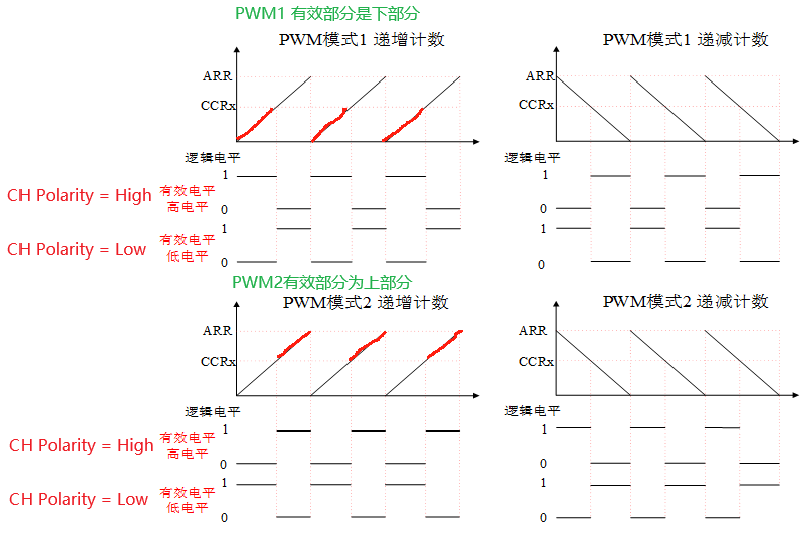 PWM1 有效部分是下部分
PWM模式1 递增计数
PWM模式1 递减计数
ARR
ARR
CCRx
CCRx
逻辑电平
逻辑电平
1
1
CH Polarity = High
有效电平
高电平
0
0
1
1
CH Polarity = Low
有效电平
低电平
0
0
PWM2有效部分为上部分
PWM模式2 递增计数
PWM模式2 递减计数
ARR
ARR
CCRx
CCRx
逻辑电平
逻辑电平
1
1
CH Polarity = High
有效电平
高电平
0
0
1
1
CH Polarity = Low
有效电平
低电平
0
0